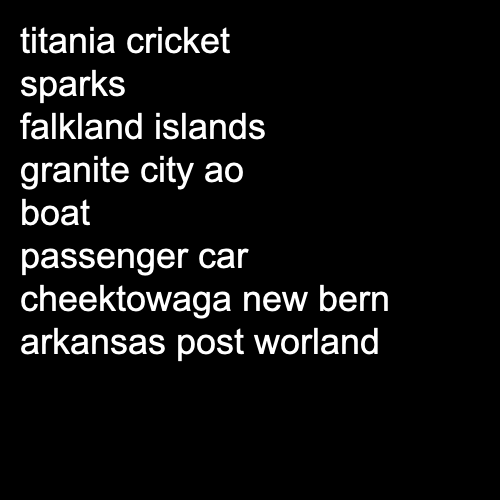 titania cricket
sparks
falkland islands
granite city ao
boat
passenger car
cheektowaga new bern
arkansas post worland